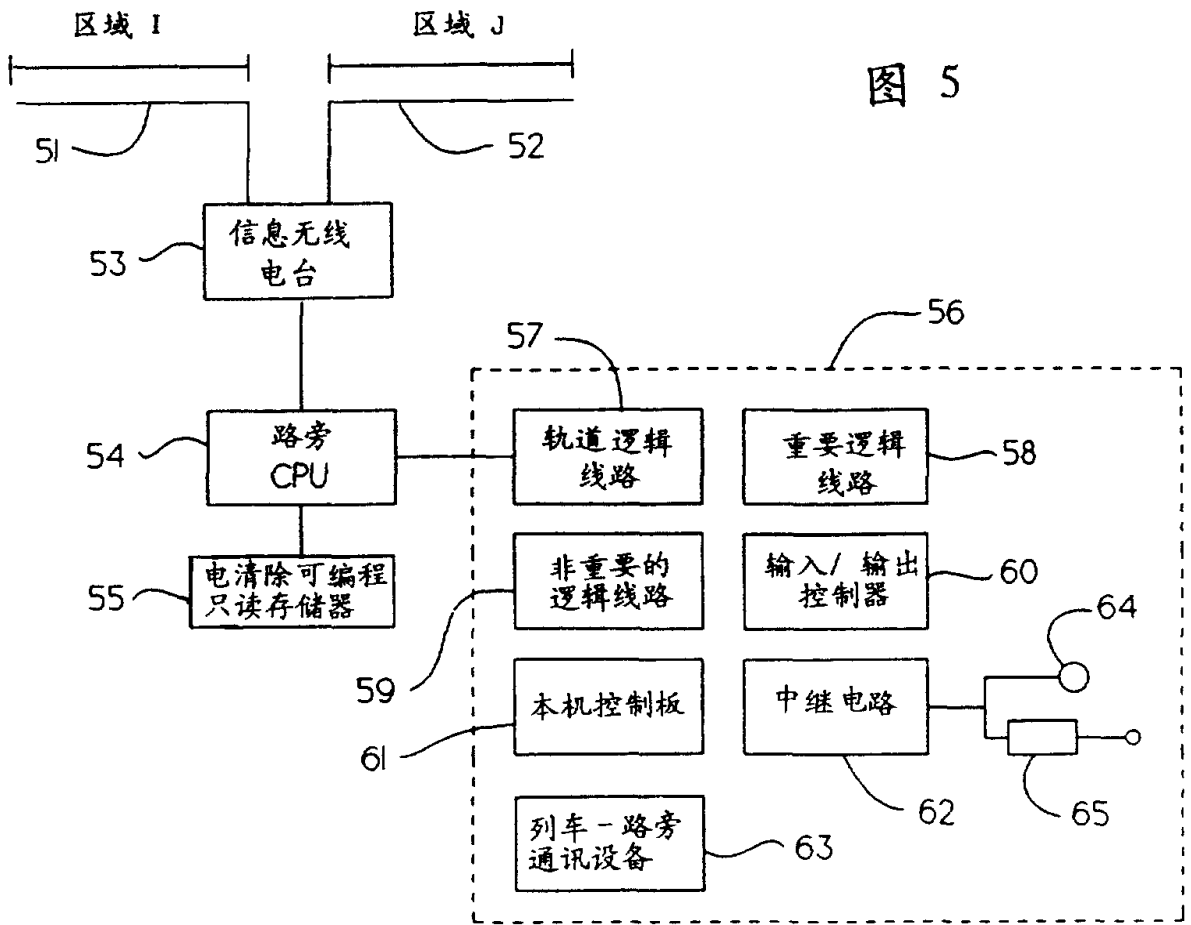 区域 I
区域 J
图 5
51
52
信息无线
电台
53
56
57
路旁
CPU
54
轨道逻辑
线路
重要逻辑
线路
58
电清除可编程
只读存储器
55
非重要的
逻辑线路
59
输入/输出
控制器
60
64
本机控制板
61
中继电路
62
65
列车-路旁
通讯设备
63